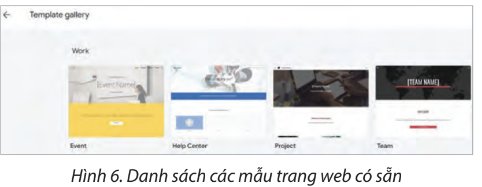 ← Template gallery
Work
[Event Name]
[TEAM NAME]
Event
Help Center
Project
Team
Hình 6. Danh sách các mẫu trang web có sẵn